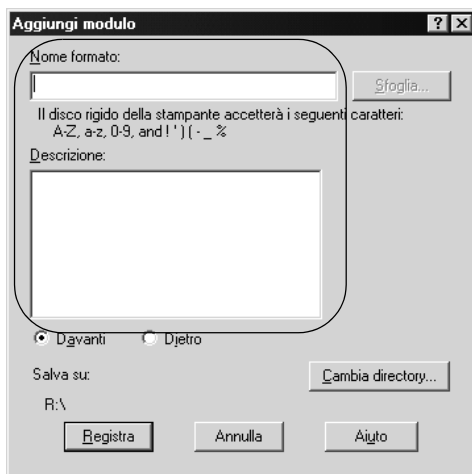 Aggiungi modulo
Nome formato:
Sfoglia...
Il disco rigido della stampante accetterà i seguenti caratteri:
A-Z, a-z, 0-9, and ! ' ) ( - _ %
Descrizione:
Davanti Dietro
Salva su: Cambia directory...
R:\
Registra Annulla Aiuto